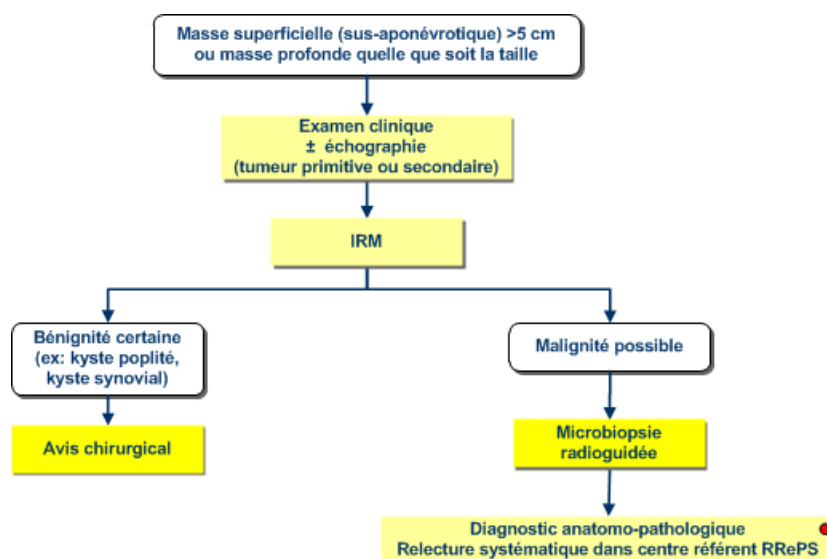 Masse superficielle (sus-aponévrotique) >5 cm
ou masse profonde quelle que soit la taille
Examen clinique
± échographie
(tumeur primitive ou secondaire)
IRM
Bénignité certaine
(ex: kyste poplité,
kyste synovial)
Malignité possible
Avis chirurgical
Microbiopsie
radioguidée
Diagnostic anatomo-pathologique
Relecture systématique dans centre référent RRePS